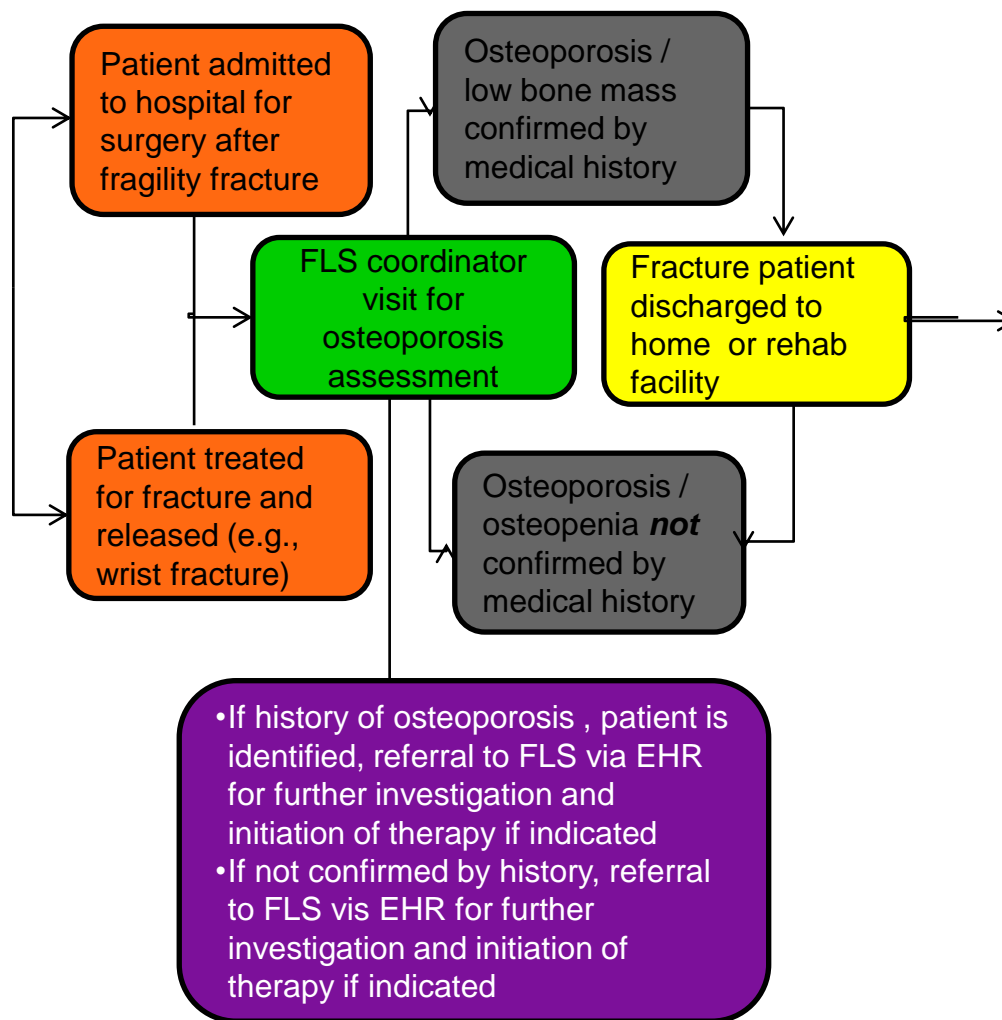 Patient admitted
to hospital for
surgery after
fragility fracture
Osteoporosis /
low bone mass
confirmed by
medical history
FLS coordinator
visit for
osteoporosis
assessment
Fracture patient
discharged to
home or rehab
facility
Patient treated
for fracture and
released (e.g.,
wrist fracture)
Osteoporosis /
osteopenia not
confirmed by
medical history
•If history of osteoporosis , patient is
identified, referral to FLS via EHR
for further investigation and
initiation of therapy if indicated
•If not confirmed by history, referral
to FLS vis EHR for further
investigation and initiation of
therapy if indicated